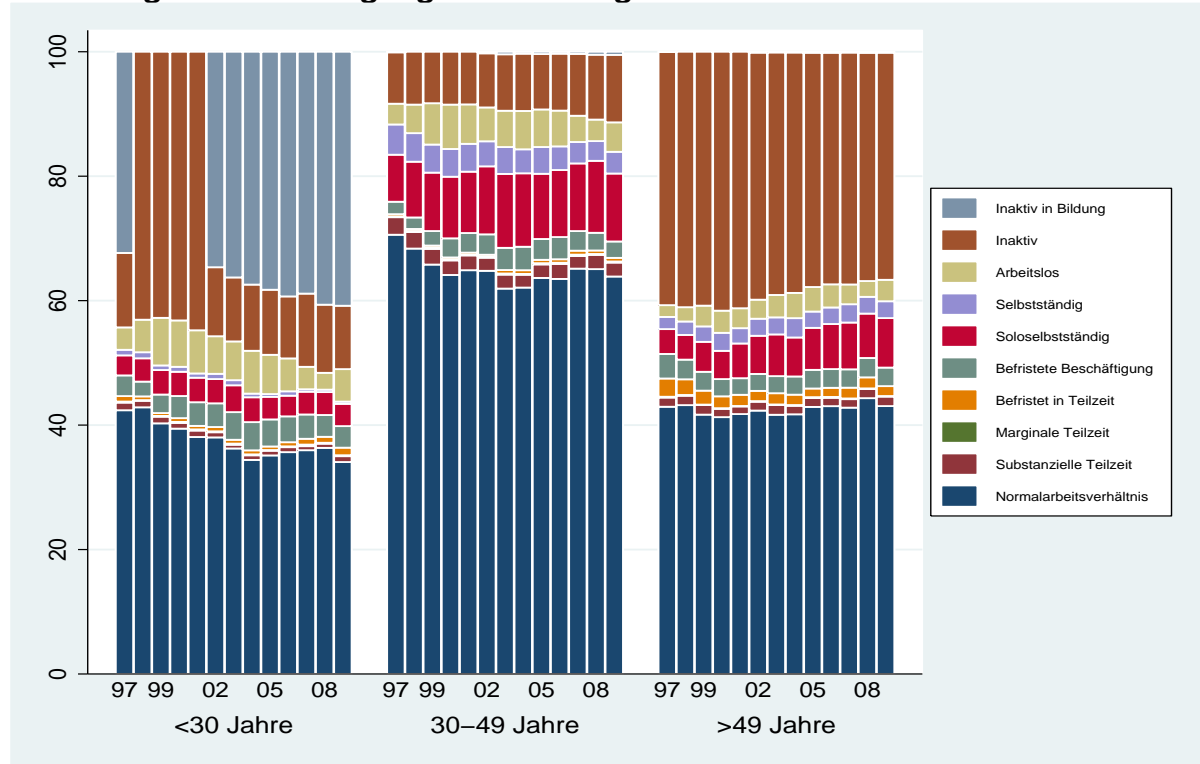 100
80
60
40
20
0
97 99 02 05 08 97 99 02 05 08 97 99 02 05 08
<30 Jahre 30–49 Jahre >49 Jahre
Inaktiv in Bildung
Inaktiv
Arbeitslos
Selbstständig
Soloselbstständig
Befristete Beschäftigung
Befristet in Teilzeit
Marginale Teilzeit
Substanzielle Teilzeit
Normalarbeitsverhältnis